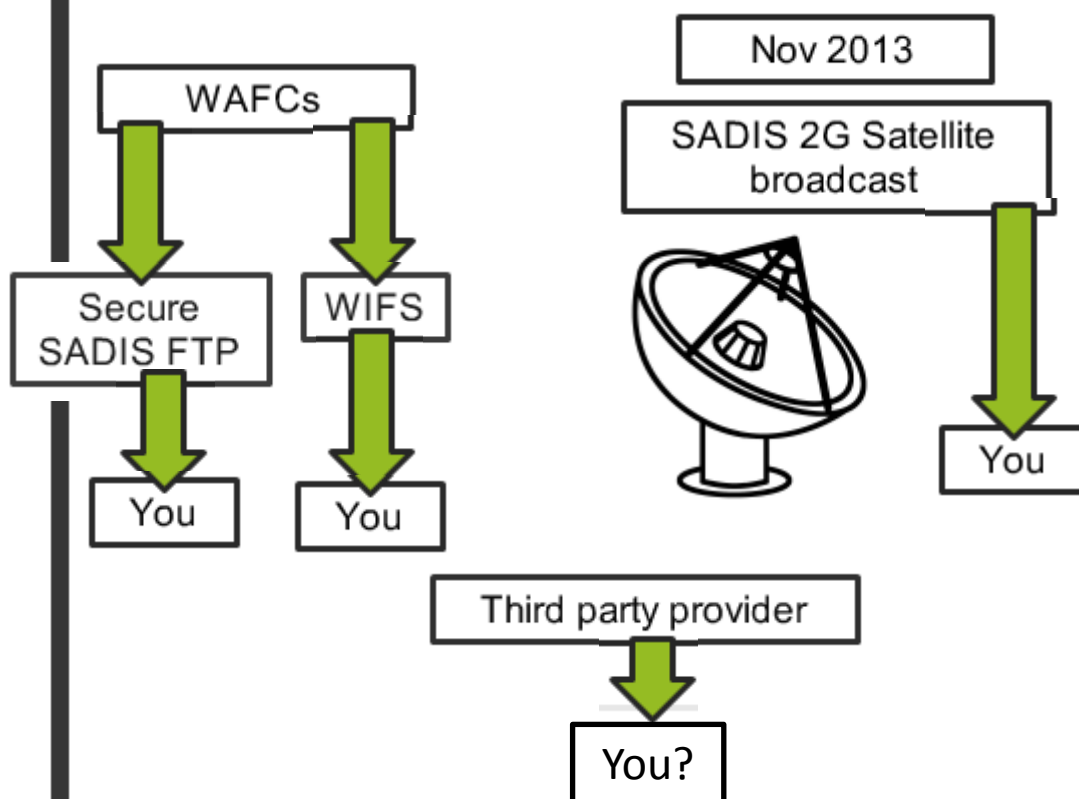 WAFCs
Nov 2013
SADIS 2G Satellite
broadcast
Secure
SADIS FTP
WIFS
You
You
You
Third party provider
You?